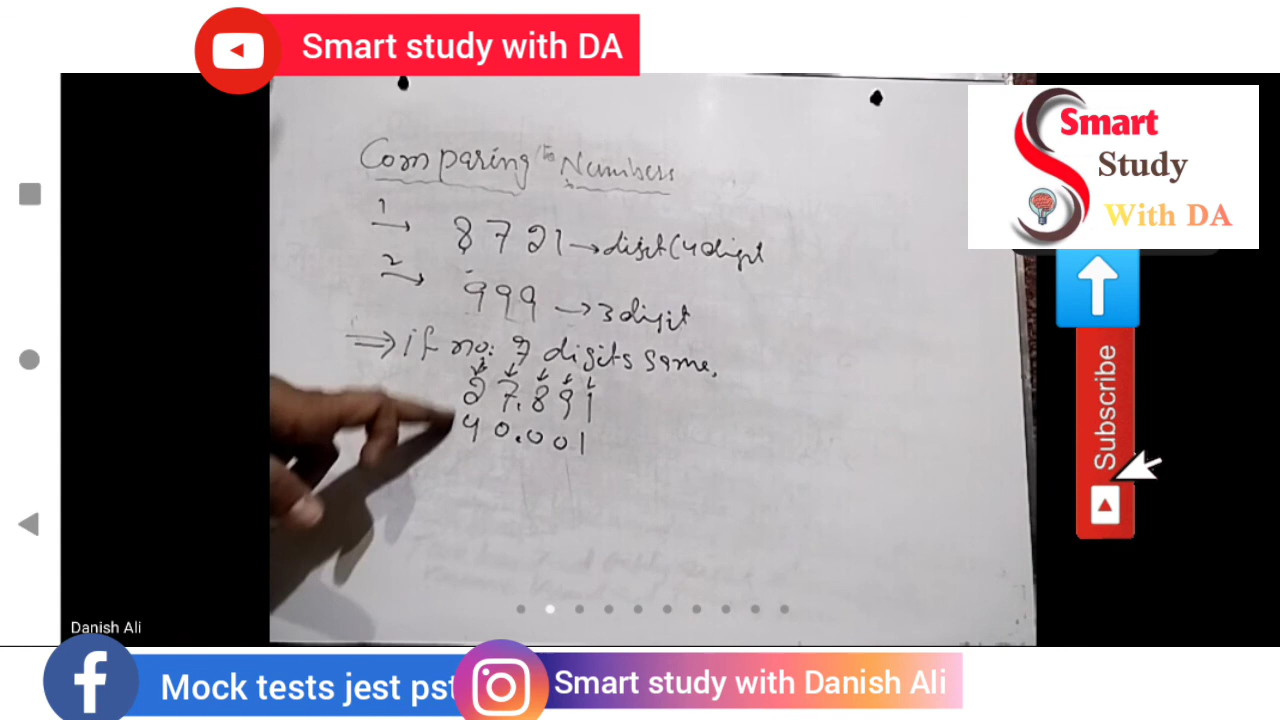 Smart study with DA
Smart
Study
With DA
Comparing to Numbers
1 → 8721 → digit (4 digit
2 → 999 → 3 digit
⇒ if no: of digits same,
27.891
40.001
Subscribe
Danish Ali
Mock tests jest pst
Smart study with Danish Ali